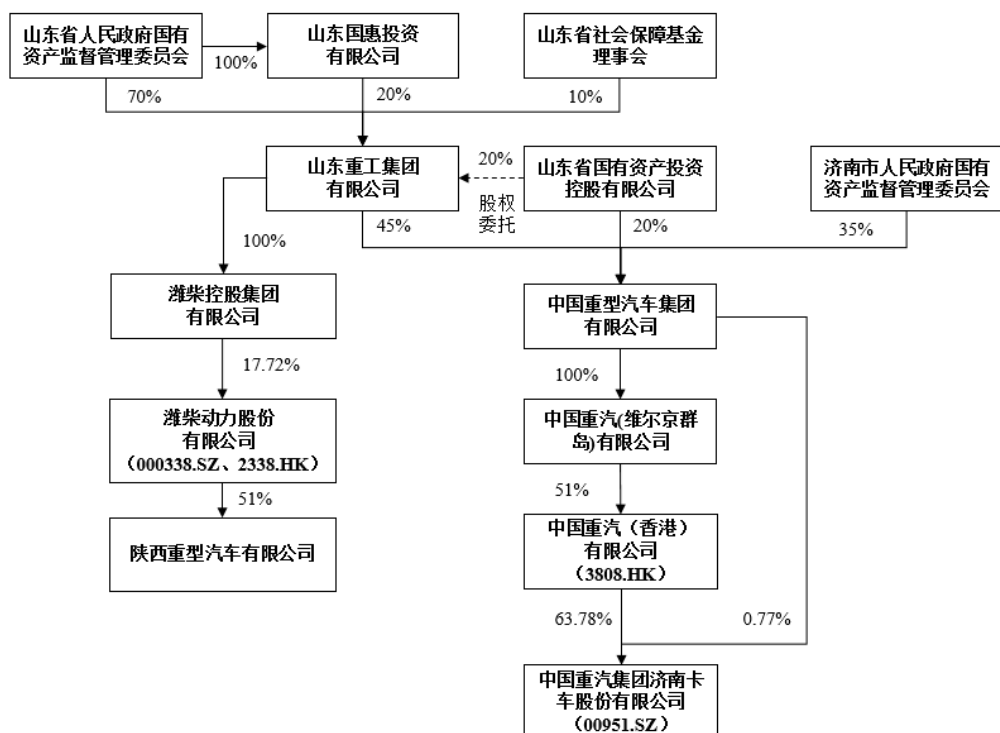 山东省人民政府国有
资产监督管理委员会
100%
山东国惠投资
有限公司
山东省社会保障基金
理事会
70%
20%
10%
山东重工集团
有限公司
20%
股权
委托
山东省国有资产投资
控股有限公司
济南市人民政府国有
资产监督管理委员会
45%
20%
35%
100%
潍柴控股集团
有限公司
中国重型汽车集团
有限公司
17.72%
100%
潍柴动力股份
有限公司
（000338.SZ、2338.HK）
中国重汽(维尔京群
岛)有限公司
51%
51%
陕西重型汽车有限公司
中国重汽（香港）
有限公司
（3808.HK）
63.78%
0.77%
中国重汽集团济南卡
车股份有限公司
（00951.SZ）